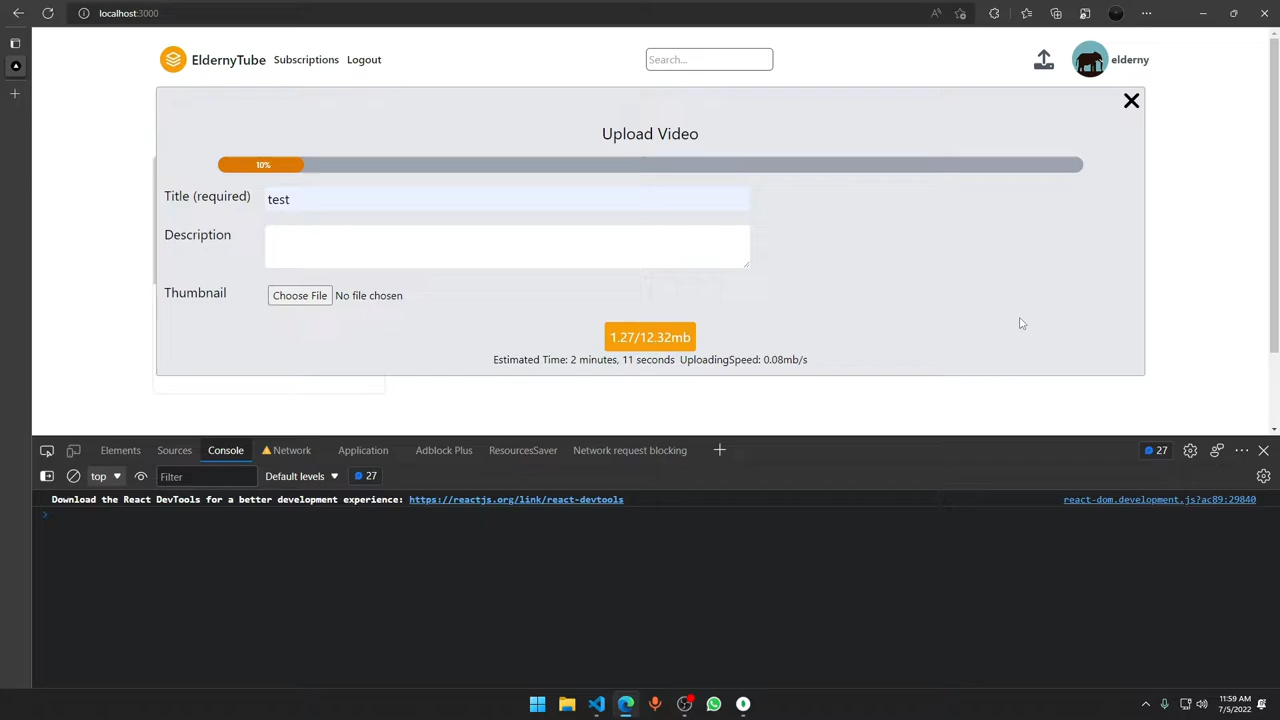 localhost:3000
EldernyTube Subscriptions Logout
Search...
elderny
Upload Video
10%
Title (required) test
Description
Thumbnail Choose File No file chosen
1.27/12.32mb
Estimated Time: 2 minutes, 11 seconds UploadingSpeed: 0.08mb/s
Elements Sources Console Network Application Adblock Plus ResourcesSaver Network request blocking 27
top Filter Default levels 27
Download the React DevTools for a better development experience: https://reactjs.org/link/react-devtools react-dom.development.js?ac89:29840
11:59 AM
7/5/2022